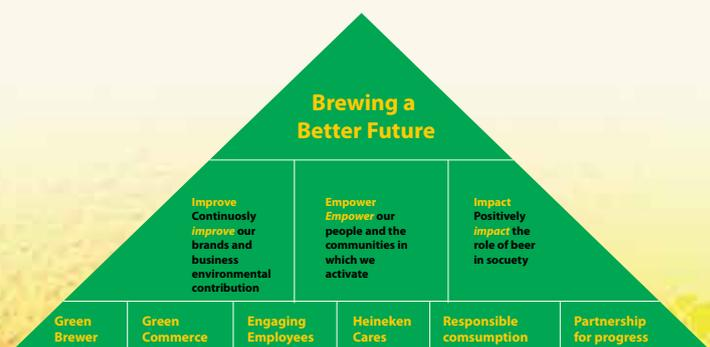 Brewing a
Better Future
Improve
Continuosly
improve our
brands and
business
environmental
contribution
Empower
Empower our
people and the
communities in
which we
activate
Impact
Positively
impact the
role of beer
in socuety
Green
Brewer
Green
Commerce
Engaging
Employees
Heineken
Cares
Responsible
comsumption
Partnership
for progress